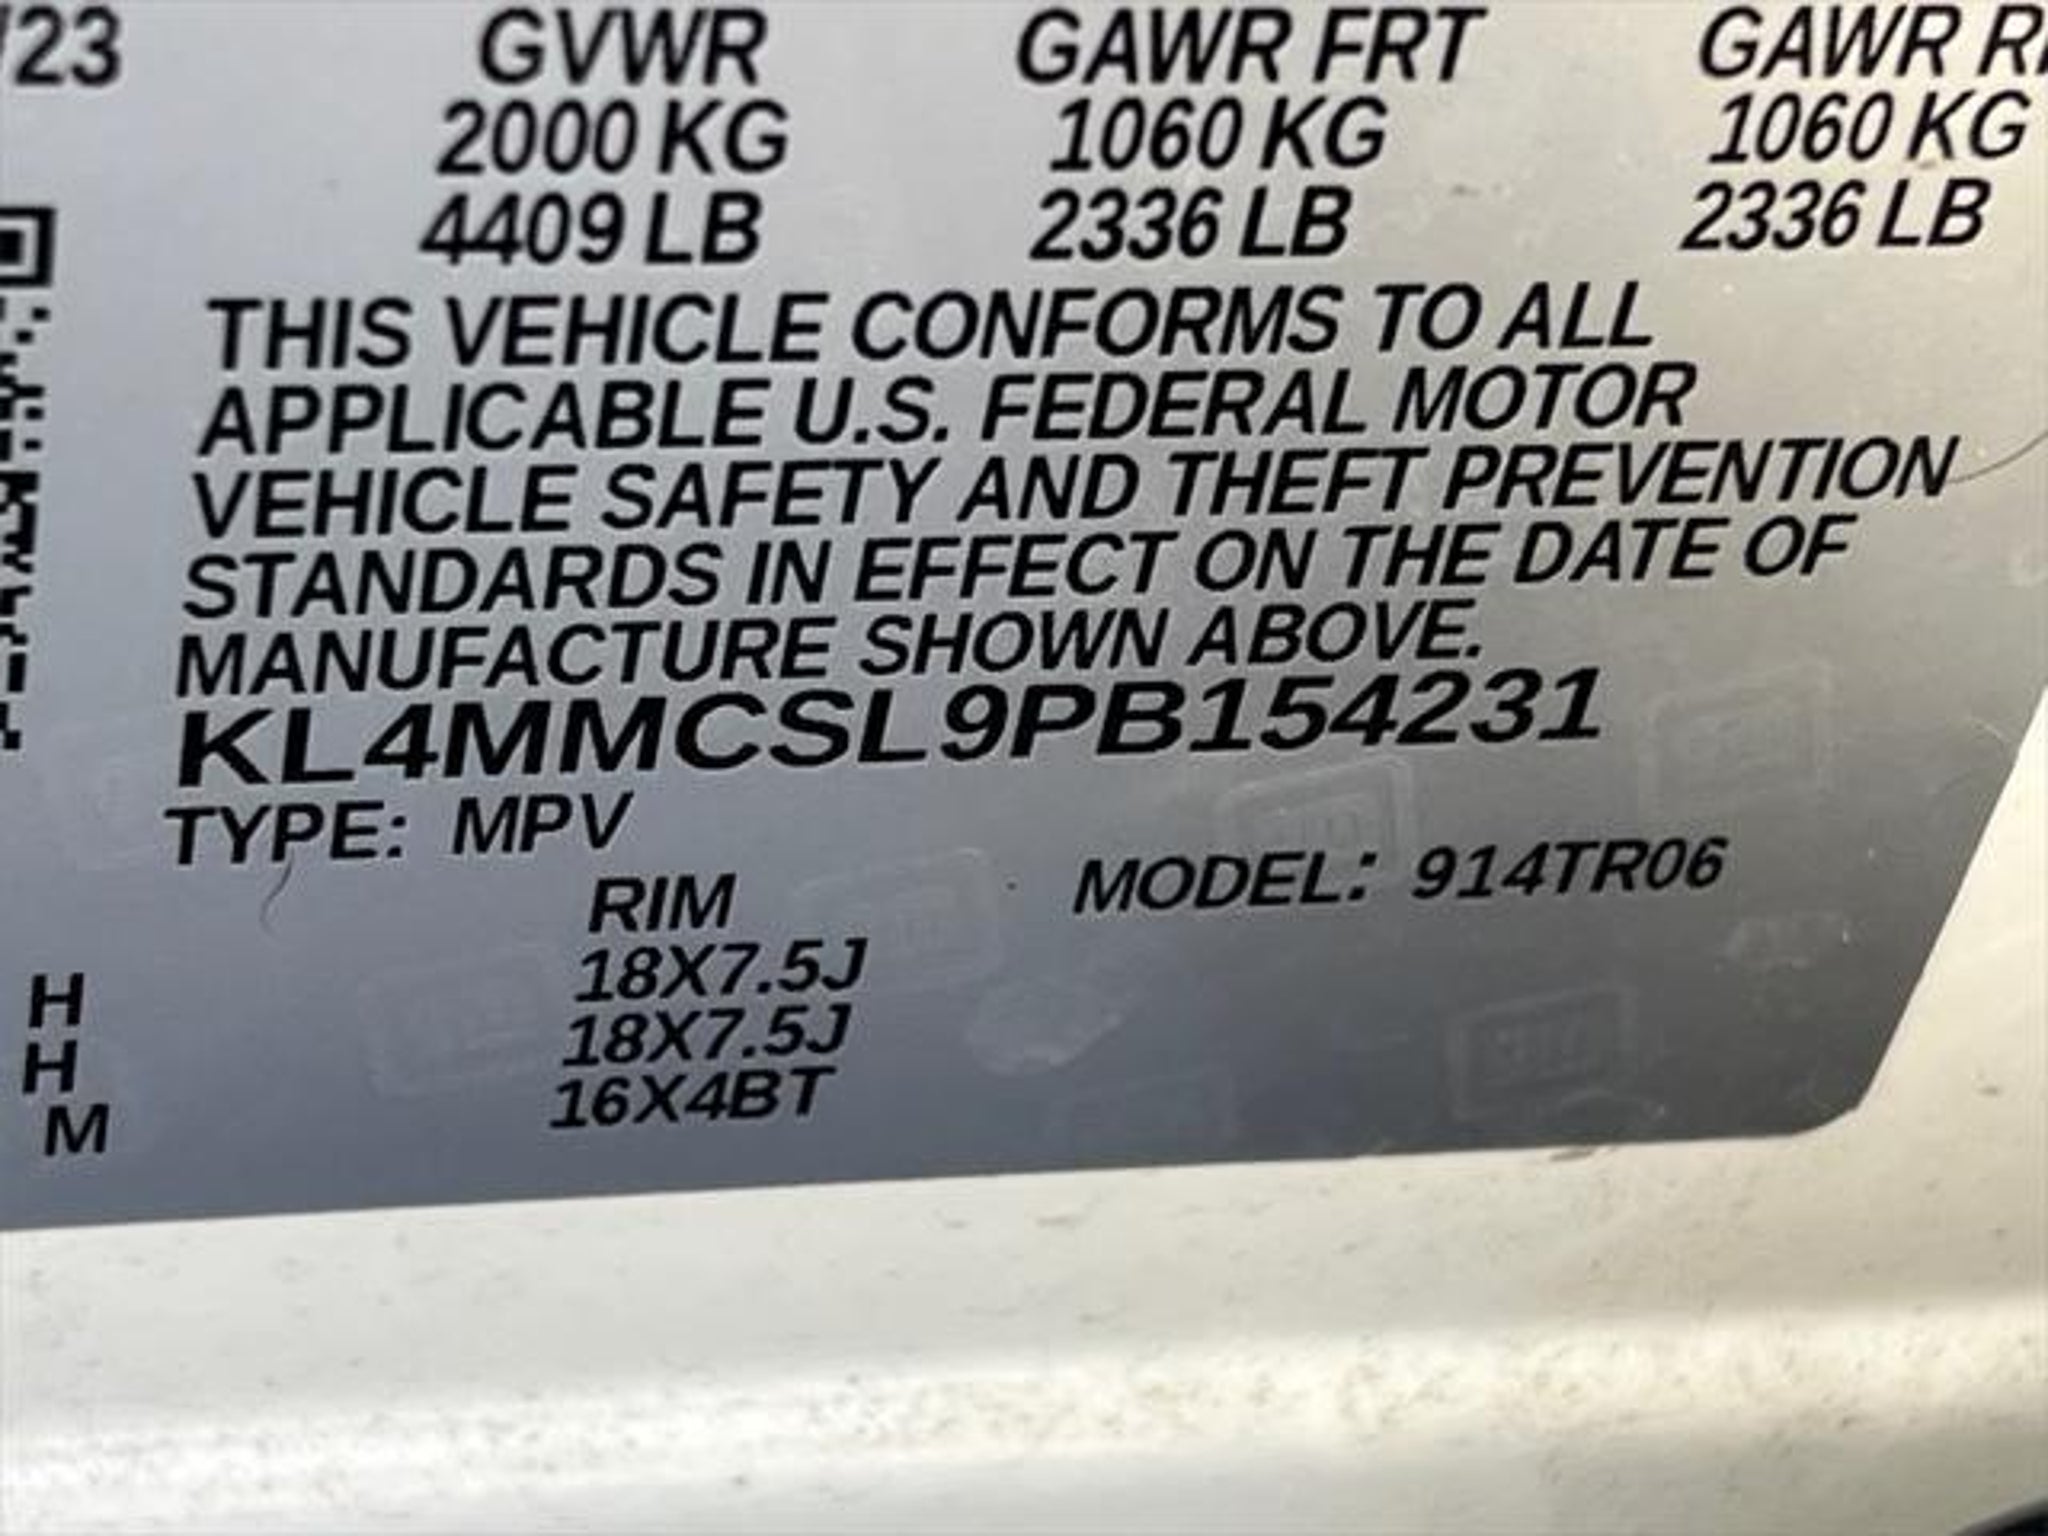 /23 GVWR GAWR FRT GAWR R
2000 KG 1060 KG 1060 KG
4409 LB 2336 LB 2336 LB
THIS VEHICLE CONFORMS TO ALL
APPLICABLE U.S. FEDERAL MOTOR
VEHICLE SAFETY AND THEFT PREVENTION
STANDARDS IN EFFECT ON THE DATE OF
MANUFACTURE SHOWN ABOVE.
KL4MMCSL9PB154231
TYPE: MPV
RIM MODEL: 914TR06
H 18X7.5J
H 18X7.5J
M 16X4BT